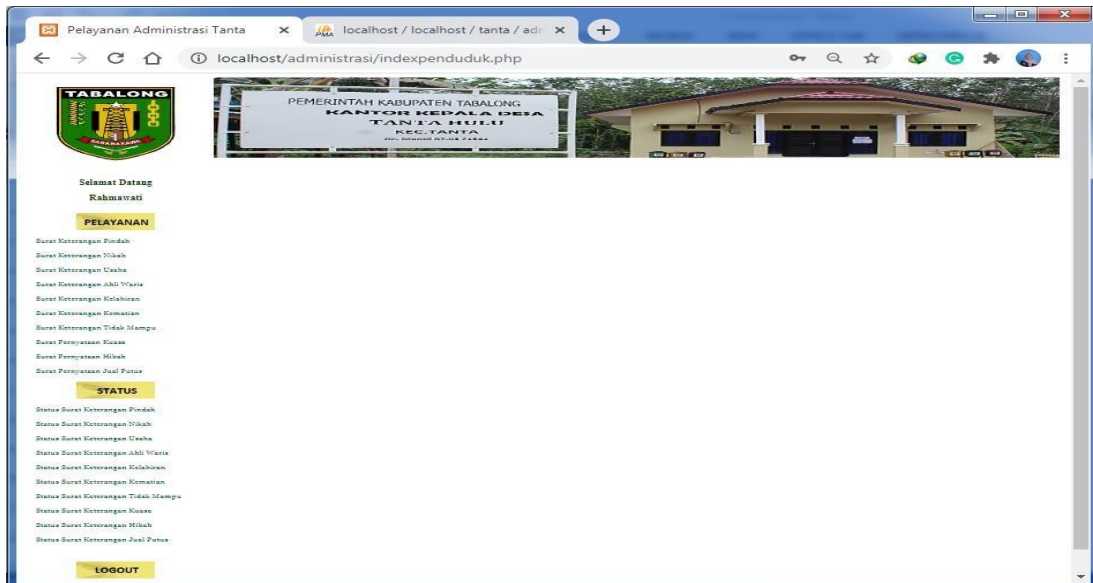 Pelayanan Administrasi Tanta
localhost / localhost / tanta / adm
localhost/administrasi/indexpenduduk.php
TABALONG
PEMERINTAH KABUPATEN TABALONG
KANTOR KEPALA DESA
TANTA HULU
KEC.TANTA
Selamat Datang
Rahmawati
PELAYANAN
Surat Keterangan Pindah
Surat Keterangan Nikah
Surat Keterangan Usaha
Surat Keterangan Ahli Waris
Surat Keterangan Kelahiran
Surat Keterangan Kematian
Surat Keterangan Tidak Mampu
Surat Pernyataan Kuasa
Surat Pernyataan Hibah
Surat Pernyataan Jual Putus
STATUS
Status Surat Keterangan Pindah
Status Surat Keterangan Nikah
Status Surat Keterangan Usaha
Status Surat Keterangan Ahli Waris
Status Surat Keterangan Kelahiran
Status Surat Keterangan Kematian
Status Surat Keterangan Tidak Mampu
Status Surat Keterangan Kuasa
Status Surat Keterangan Hibah
Status Surat Keterangan Jual Putus
LOGOUT